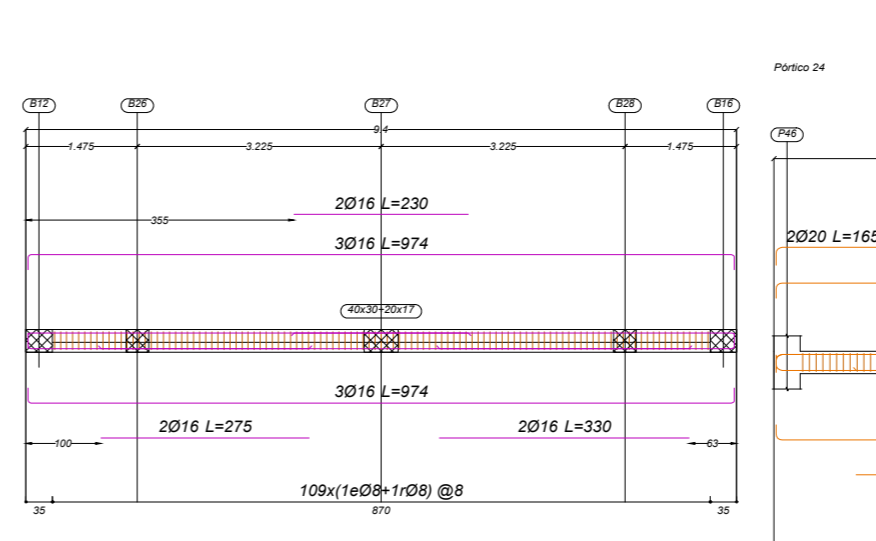 Pórtico 24
B12 B26 B27 B28 B16
9.4
P46
1.475 3.225 3.225 1.475
2Ø16 L=230
355
2Ø20 L=165
3Ø16 L=974
40x30+20x17
3Ø16 L=974
2Ø16 L=275 2Ø16 L=330
100 63
109x(1eØ8+1rØ8) @8
35 870 35